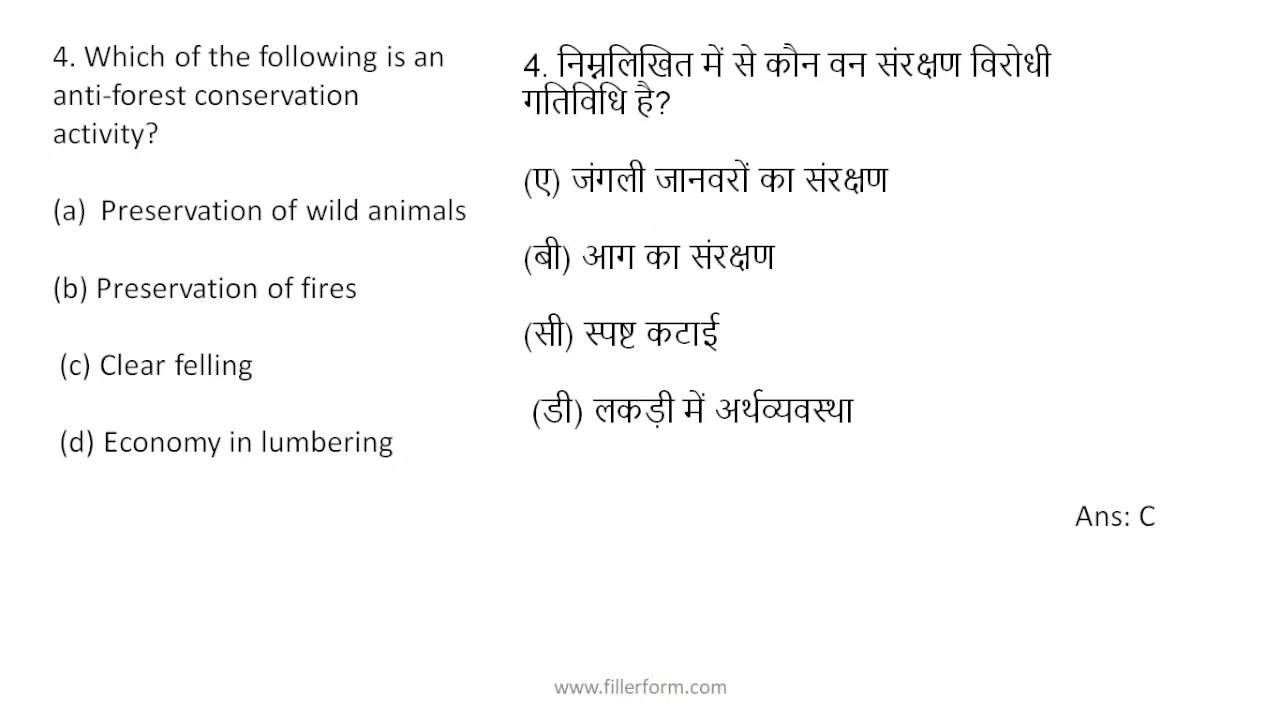 4. Which of the following is an
anti-forest conservation
activity?
(a) Preservation of wild animals
(b) Preservation of fires
(c) Clear felling
(d) Economy in lumbering
4. निम्नलिखित में से कौन वन संरक्षण विरोधी
गतिविधि है?
(ए) जंगली जानवरों का संरक्षण
(बी) आग का संरक्षण
(सी) स्पष्ट कटाई
(डी) लकड़ी में अर्थव्यवस्था
Ans: C
www.fillerform.com